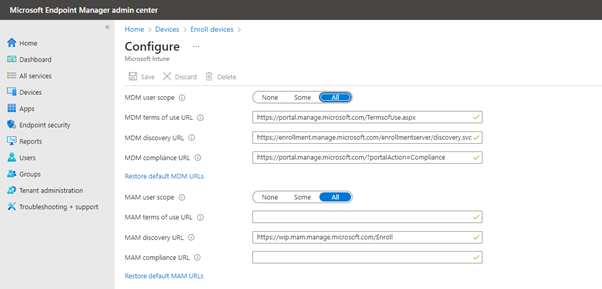 Microsoft Endpoint Manager admin center
«
Home
Dashboard
All services
Devices
Apps
Endpoint security
Reports
Users
Groups
Tenant administration
Troubleshooting + support
Home > Devices > Enroll devices >
Configure ...
Microsoft Intune
Save Discard Delete
MDM user scope None Some All
MDM terms of use URL https://portal.manage.microsoft.com/TermsofUse.aspx
MDM discovery URL https://enrollment.manage.microsoft.com/enrollmentserver/discovery.svc
MDM compliance URL https://portal.manage.microsoft.com/?portalAction=Compliance
Restore default MDM URLs
MAM user scope None Some All
MAM terms of use URL
MAM discovery URL https://wip.mam.manage.microsoft.com/Enroll
MAM compliance URL
Restore default MAM URLs